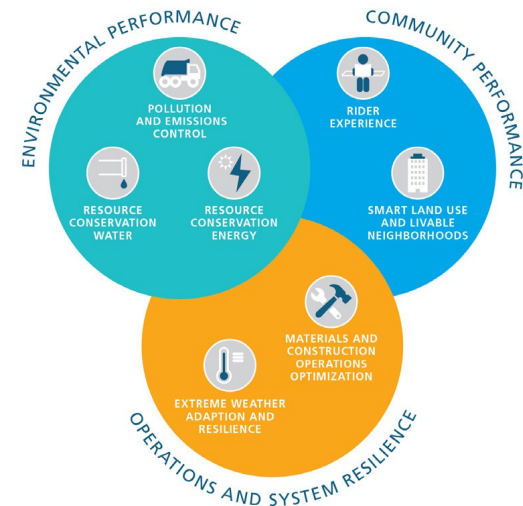 ENVIRONMENTAL PERFORMANCE
COMMUNITY PERFORMANCE
POLLUTION
AND EMISSIONS
CONTROL
RIDER
EXPERIENCE
RESOURCE
CONSERVATION
WATER
RESOURCE
CONSERVATION
ENERGY
SMART LAND USE
AND LIVABLE
NEIGHBORHOODS
MATERIALS AND
CONSTRUCTION
OPERATIONS
OPTIMIZATION
EXTREME WEATHER
ADAPTION AND
RESILIENCE
OPERATIONS AND SYSTEM RESILIENCE